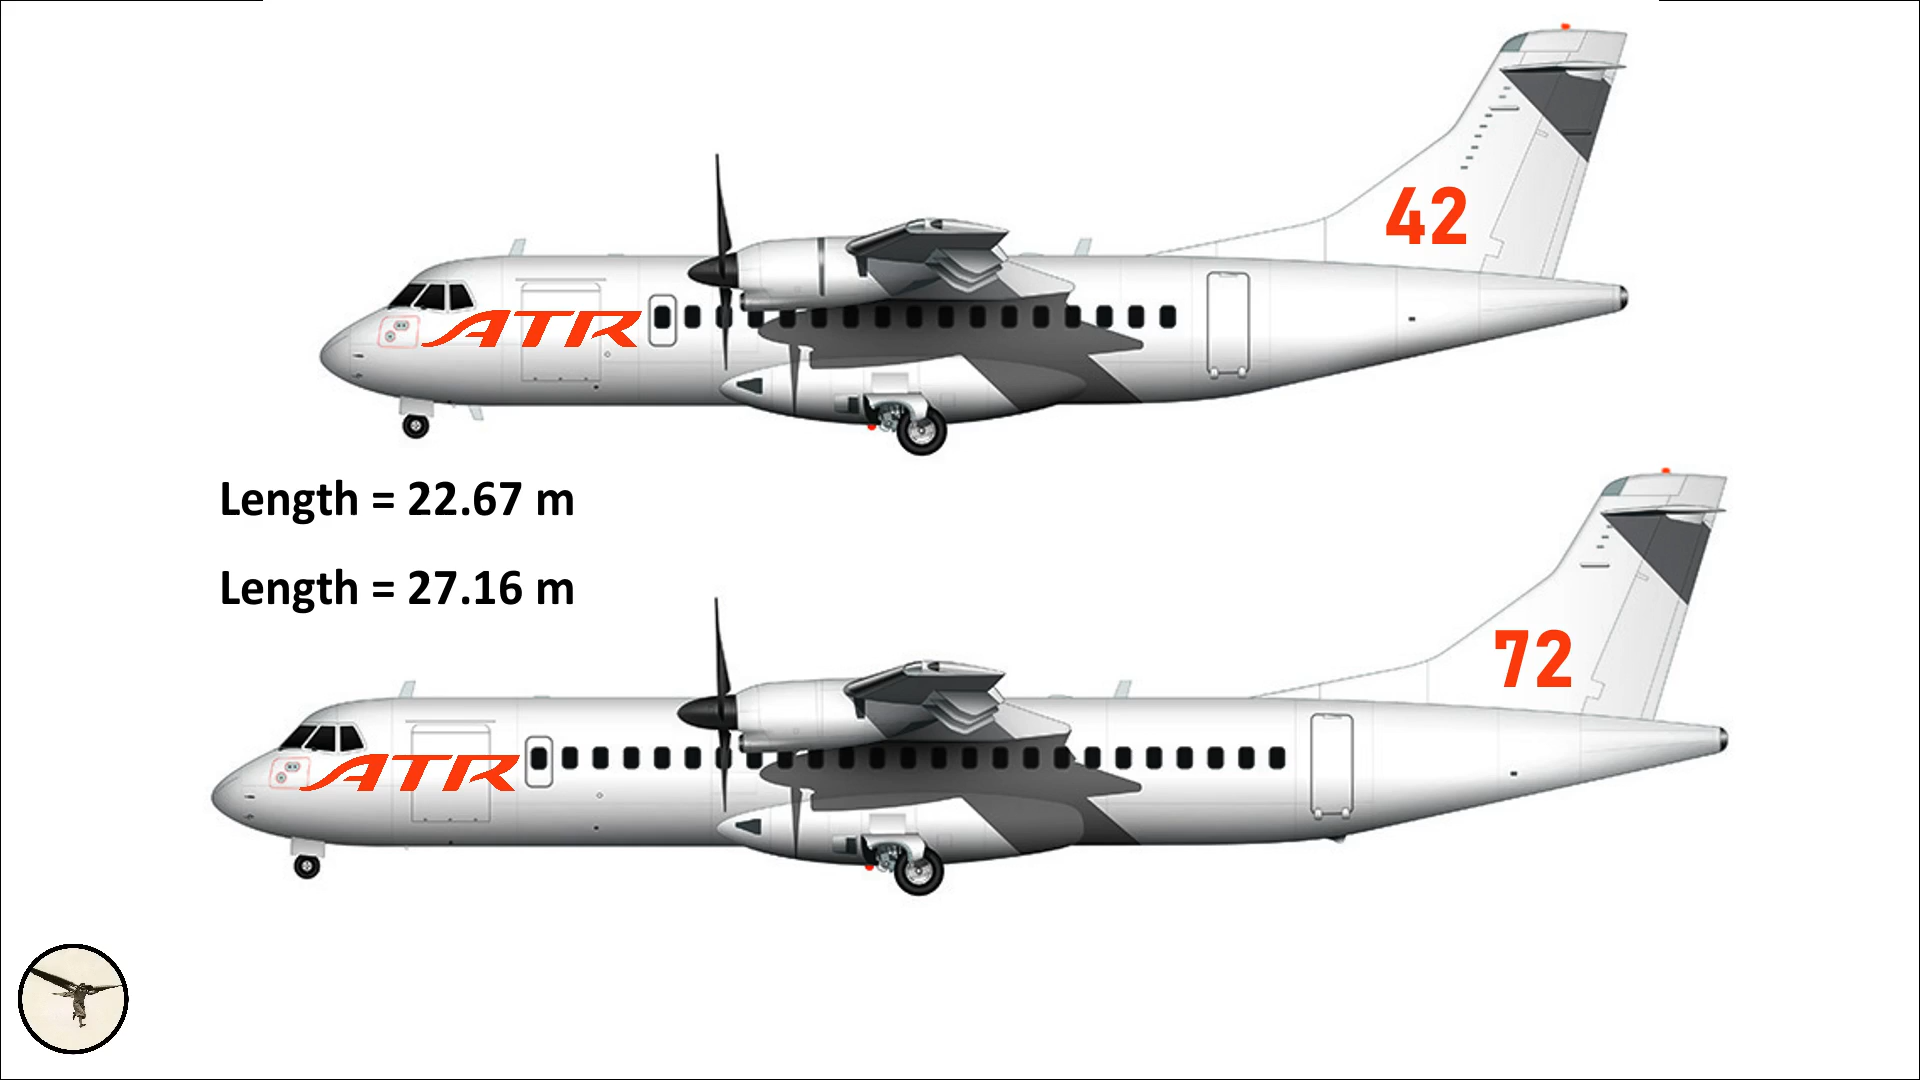 42
ATR
Length = 22.67 m
Length = 27.16 m
72
ATR